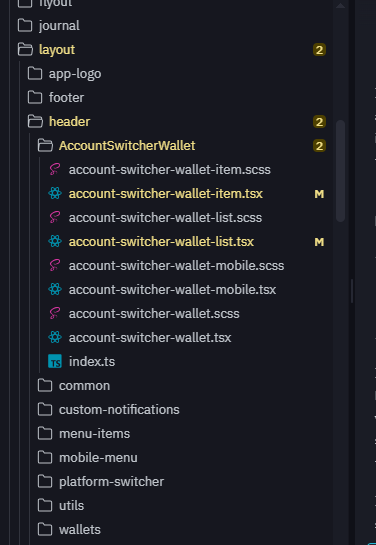 flyout
journal
layout 2
app-logo
footer
header 2
AccountSwitcherWallet 2
account-switcher-wallet-item.scss
account-switcher-wallet-item.tsx M
account-switcher-wallet-list.scss
account-switcher-wallet-list.tsx M
account-switcher-wallet-mobile.scss
account-switcher-wallet-mobile.tsx
account-switcher-wallet.scss
account-switcher-wallet.tsx
TS index.ts
common
custom-notifications
menu-items
mobile-menu
platform-switcher
utils
wallets